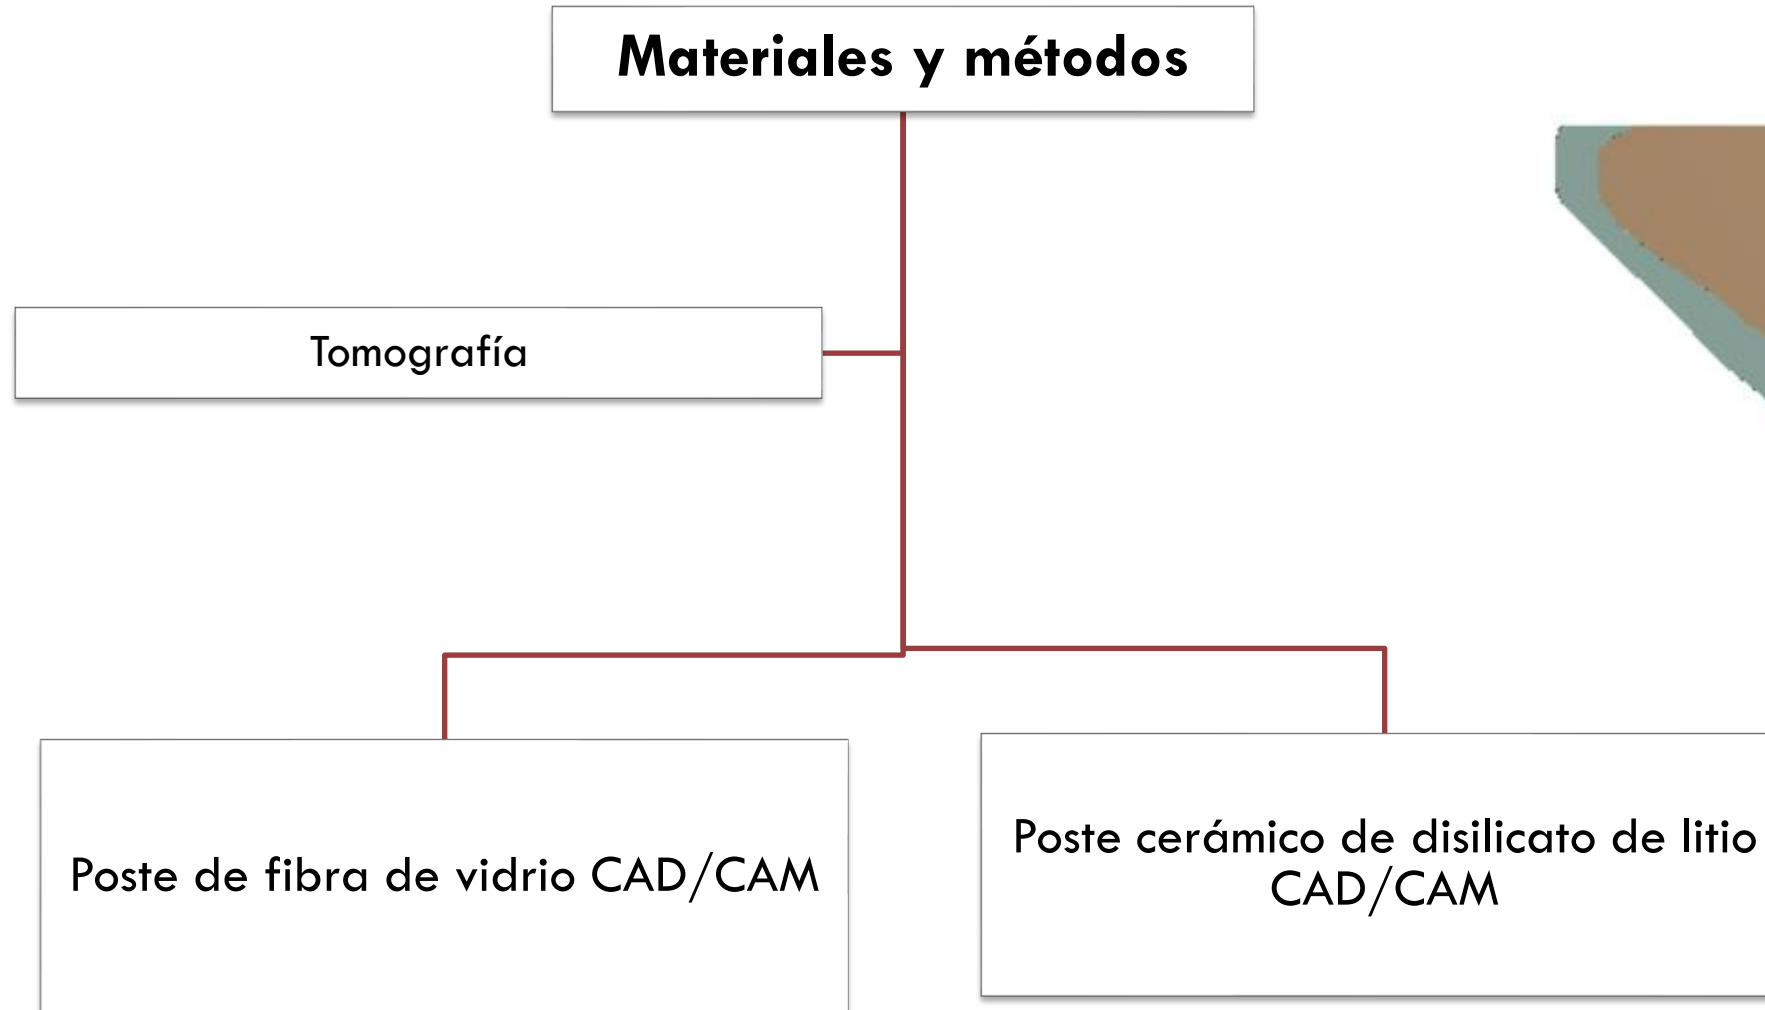 Materiales y métodos
Tomografía
Poste de fibra de vidrio CAD/CAM
Poste cerámico de disilicato de litio
CAD/CAM